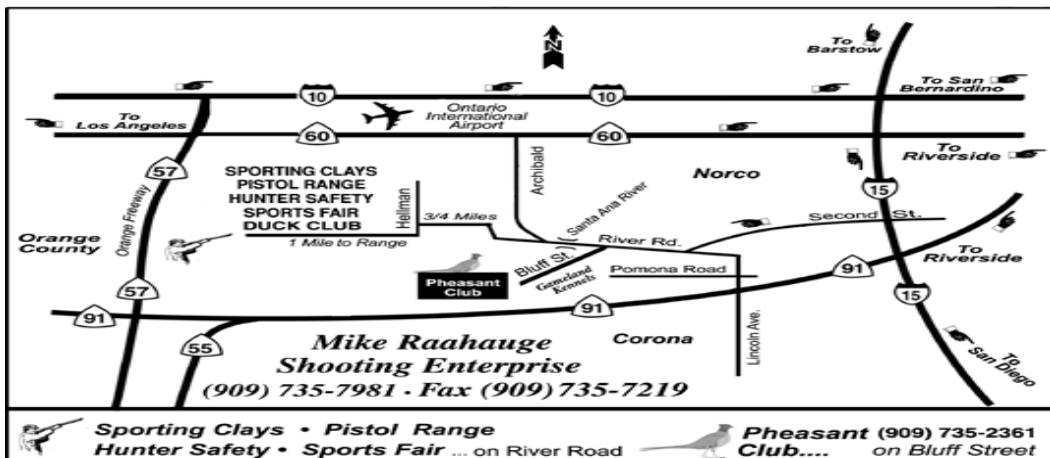 N
To
Barstow
10
10
To San
Bernardino
Ontario
International
Airport
To
Los Angeles
60
60
To
Riverside
57
Orange Freeway
SPORTING CLAYS
PISTOL RANGE
HUNTER SAFETY
SPORTS FAIR
DUCK CLUB
1 Mile to Range
Hellman
3/4 Miles
Archibald
Santa Ana River
Norco
15
Second St.
River Rd.
Orange
County
Bluff St.
Gameland
Kennels
Pomona Road
Pheasant
Club
91
To
Riverside
57
15
91
91
55
Corona
Lincoln Ave.
To
San Diego
Mike Raahauge
Shooting Enterprise
(909) 735-7981 · Fax (909) 735-7219
Sporting Clays • Pistol Range
Hunter Safety • Sports Fair ... on River Road
Pheasant (909) 735-2361
Club.... on Bluff Street